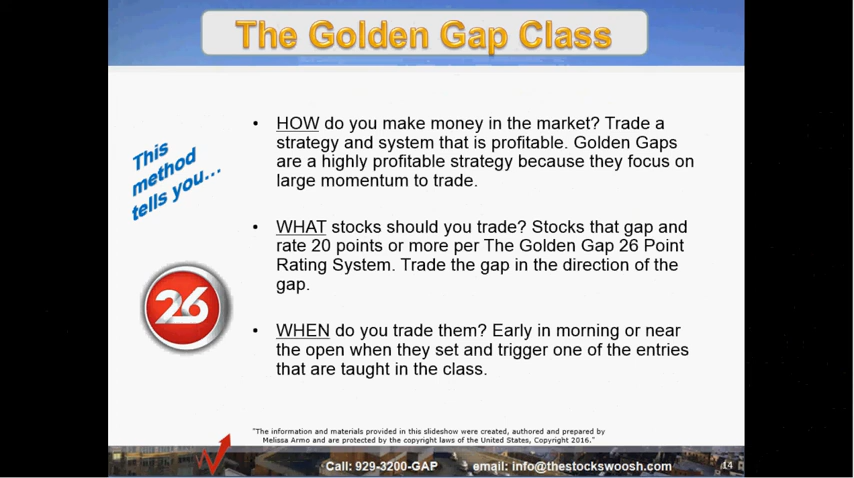 The Golden Gap Class
This
method
tells you...
• HOW do you make money in the market? Trade a
strategy and system that is profitable. Golden Gaps
are a highly profitable strategy because they focus on
large momentum to trade.
• WHAT stocks should you trade? Stocks that gap and
rate 20 points or more per The Golden Gap 26 Point
Rating System. Trade the gap in the direction of the
gap.
26
• WHEN do you trade them? Early in morning or near
the open when they set and trigger one of the entries
that are taught in the class.
"The information and materials provided in this slideshow were created, authored and prepared by
Melissa Armo and are protected by the copyright laws of the United States, Copyright 2016."
Call: 929-3200-GAP email: info@thestockswoosh.com 14